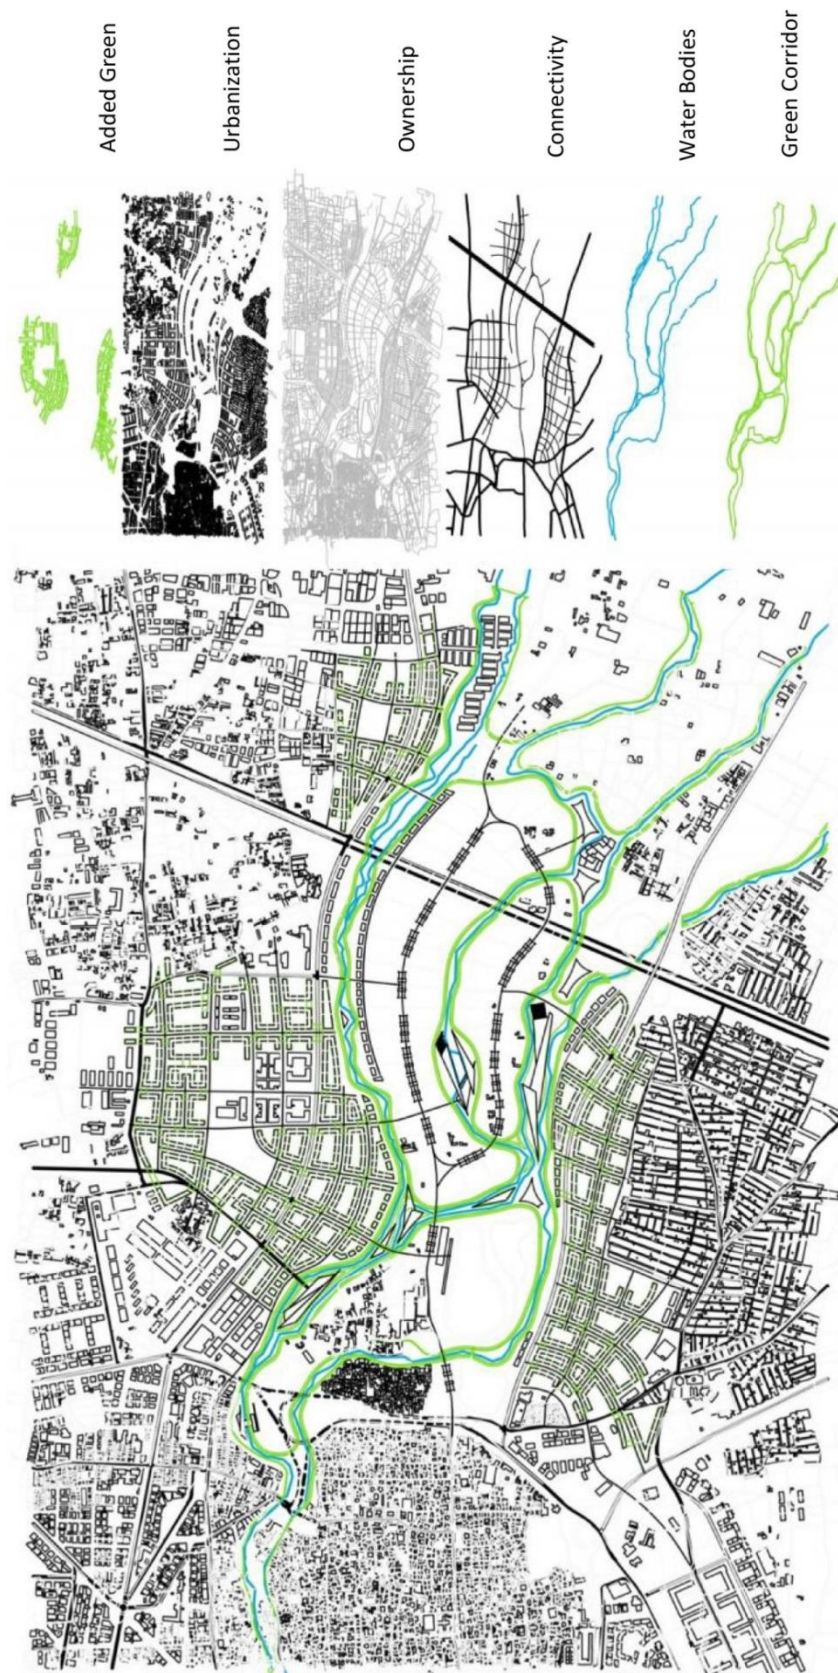 Added Green
Urbanization
Ownership
Connectivity
Water Bodies
Green Corridor